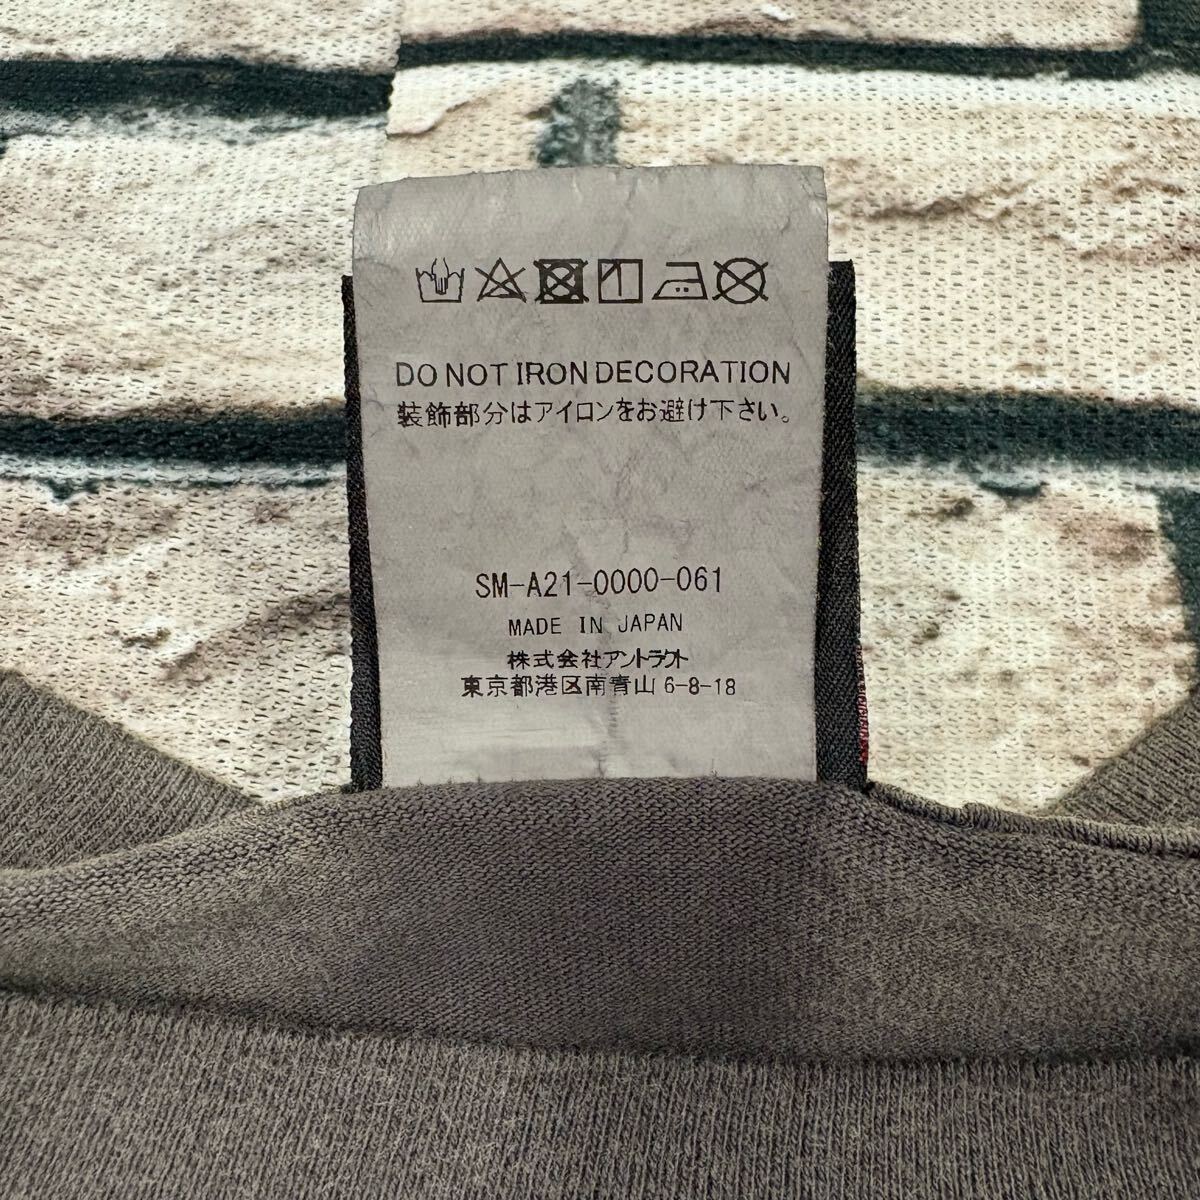 DO NOT IRON DECORATION
装飾部分はアイロンをお避け下さい。
SM-A21-0000-061
MADE IN JAPAN
株式会社アントラクト
東京都港区南青山 6-8-18